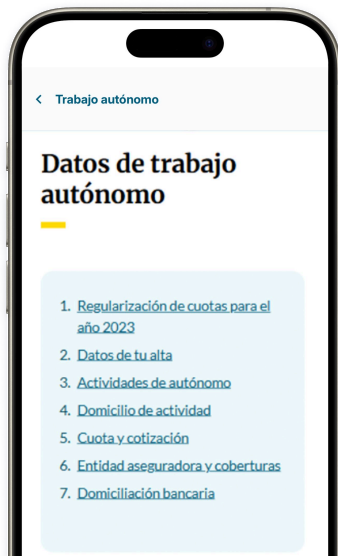 Trabajo autónomo
Datos de trabajo
autónomo
1. Regularización de cuotas para el
año 2023
2. Datos de tu alta
3. Actividades de autónomo
4. Domicilio de actividad
5. Cuota y cotización
6. Entidad aseguradora y coberturas
7. Domiciliación bancaria